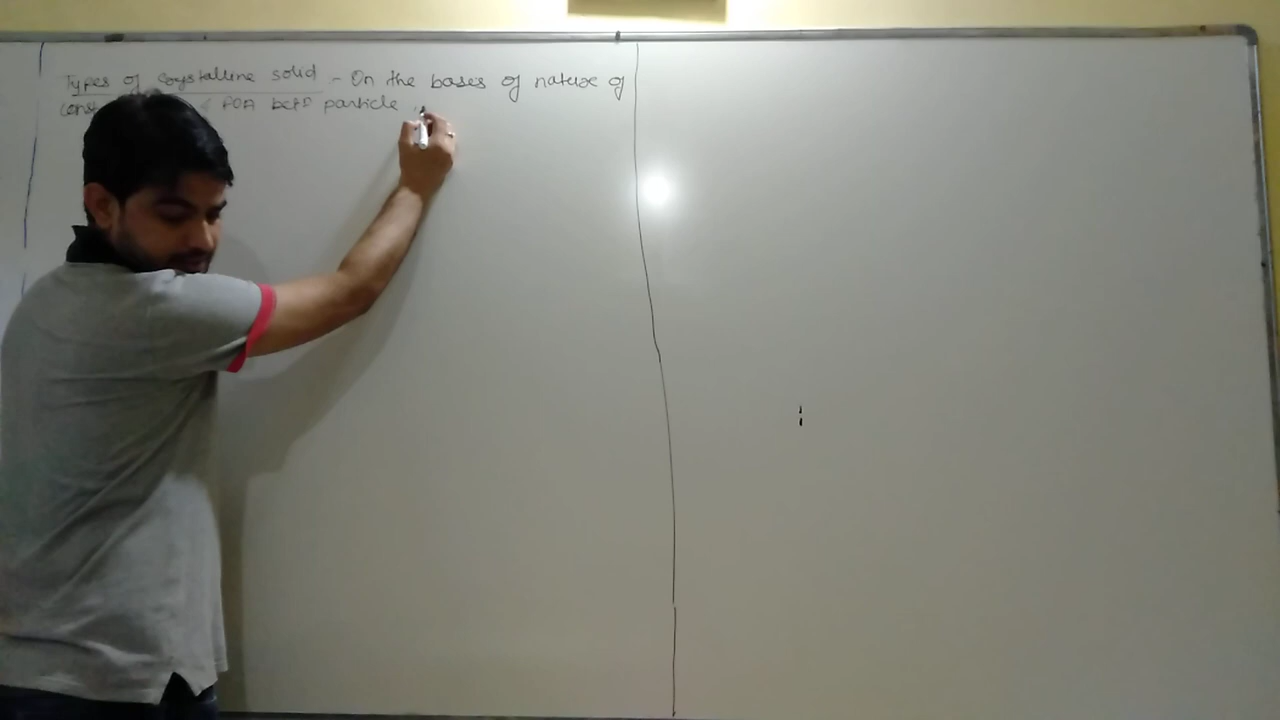 Types of crystalline solid - On the bases of nature of
FOA betn particle